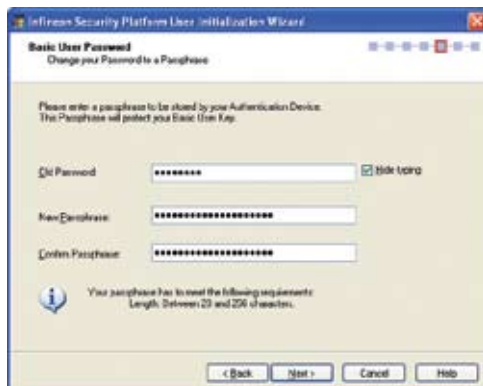 Infineon Security Platform User Initialization Wizard
Basic User Password
Change your Password to a Passphrase
Please enter a passphrase to be stored by your Authentication Device.
This Passphrase will protect your Basic User Key.
Old Password
Hide typing
New Passphrase:
Confirm Passphrase:
Your passphrase has to meet the following requirements:
Length: Between 20 and 256 characters.
< Back
Next >
Cancel
Help